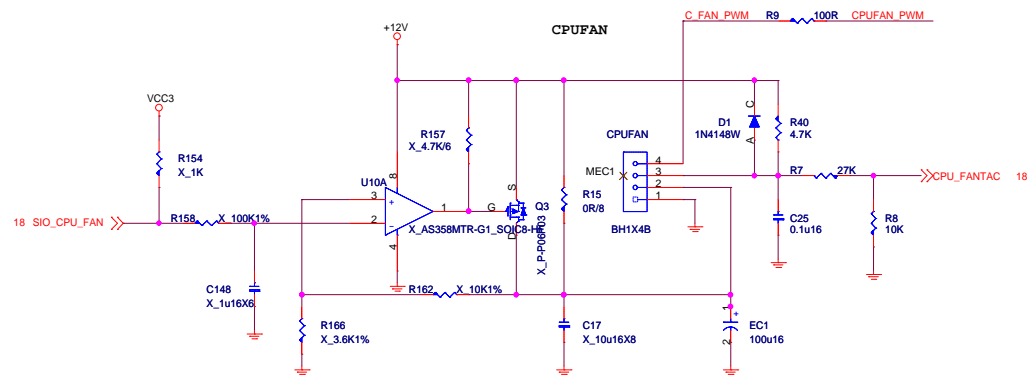 C_FAN_PWM R9 100R CPUFAN_PWM
+12V
CPUFAN
VCC3
C
D1
1N4148W
A
R40
4.7K
R157
X_4.7K/6
CPUFAN
R154
X_1K
U10A
8
3
+
2
-
1
4
X_AS358MTR-G1_SOIC8-HF
G
S
D
Q3
X_P-P06P03
R15
0R/8
MEC1
4
3
2
1
BH1X4B
R7 27K
CPU_FANTAC 18
18 SIO_CPU_FAN
R158 X_100K1%
C25
0.1u16
R8
10K
C148
X_1u16X6
R162 X_10K1%
R166
X_3.6K1%
C17
X_10u16X8
1
+
2
EC1
100u16